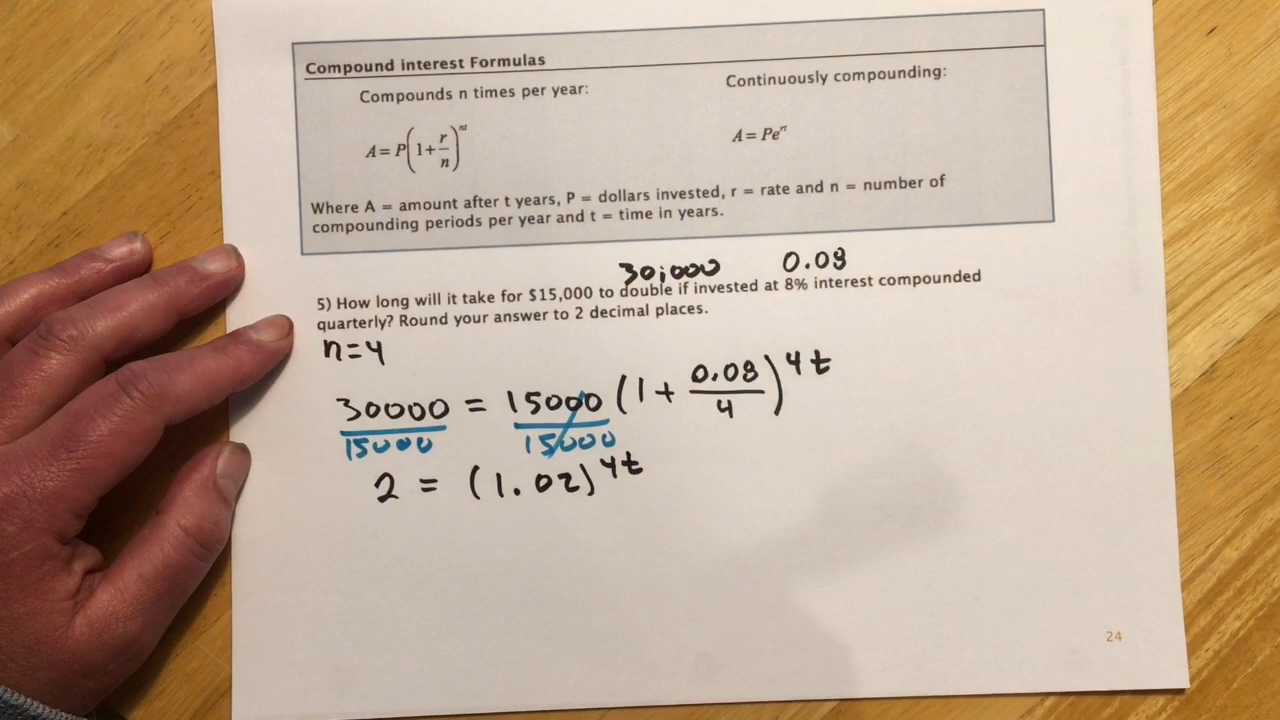 Compound interest Formulas
Compounds n times per year:
Continuously compounding:
A = P(1+r/n)^nt
A = Pe^rt
Where A = amount after t years, P = dollars invested, r = rate and n = number of
compounding periods per year and t = time in years.
30,000 0.08
5) How long will it take for $15,000 to double if invested at 8% interest compounded
quarterly? Round your answer to 2 decimal places.
n=4
30000 = 15000 (1 + 0.08/4)^4t
15000 15000
2 = (1.02)^4t
24